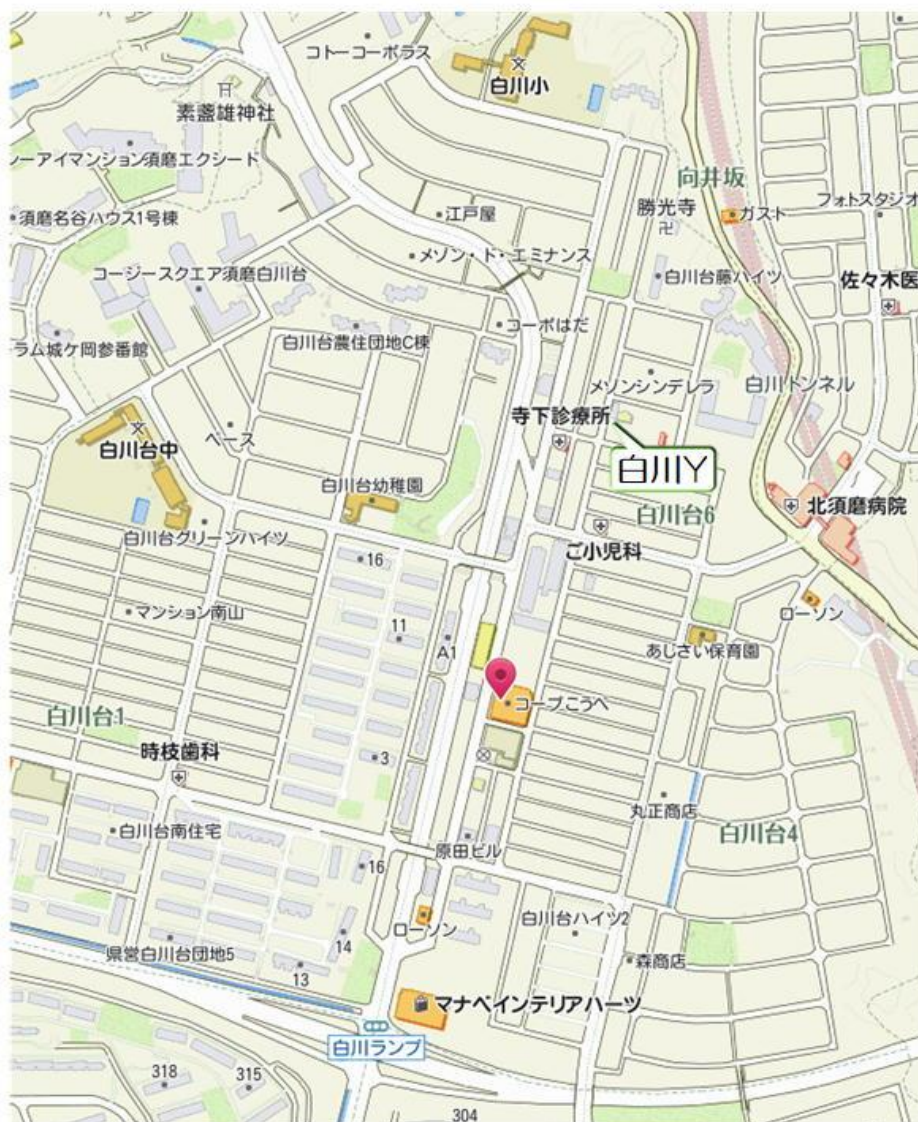 コトーコーポラス
白川小
素盞雄神社
シーアイマンション須磨エクシード
向井坂
フォトスタジオ
江戸屋
勝光寺
ガスト
須磨名谷ハウス1号棟
メゾン・ド・エミナンス
コージースクエア須磨白川台
白川台藤ハイツ
佐々木医
コーポはだ
白川台農住団地C棟
ラム城ケ岡参番館
メゾンシンデレラ
白川トンネル
寺下診療所
ベース
白川台中
白川Y
白川台幼稚園
白川台6
北須磨病院
白川台グリーンハイツ
ご小児科
16
マンション南山
11
ローソン
A1
あじさい保育園
コープこうべ
白川台1
時枝歯科
3
丸正商店
白川台南住宅
原田ビル
白川台4
16
ローソン
白川台ハイツ2
県営白川台団地5
14
13
森商店
マナベインテリアハーツ
白川ランプ
318
315
304